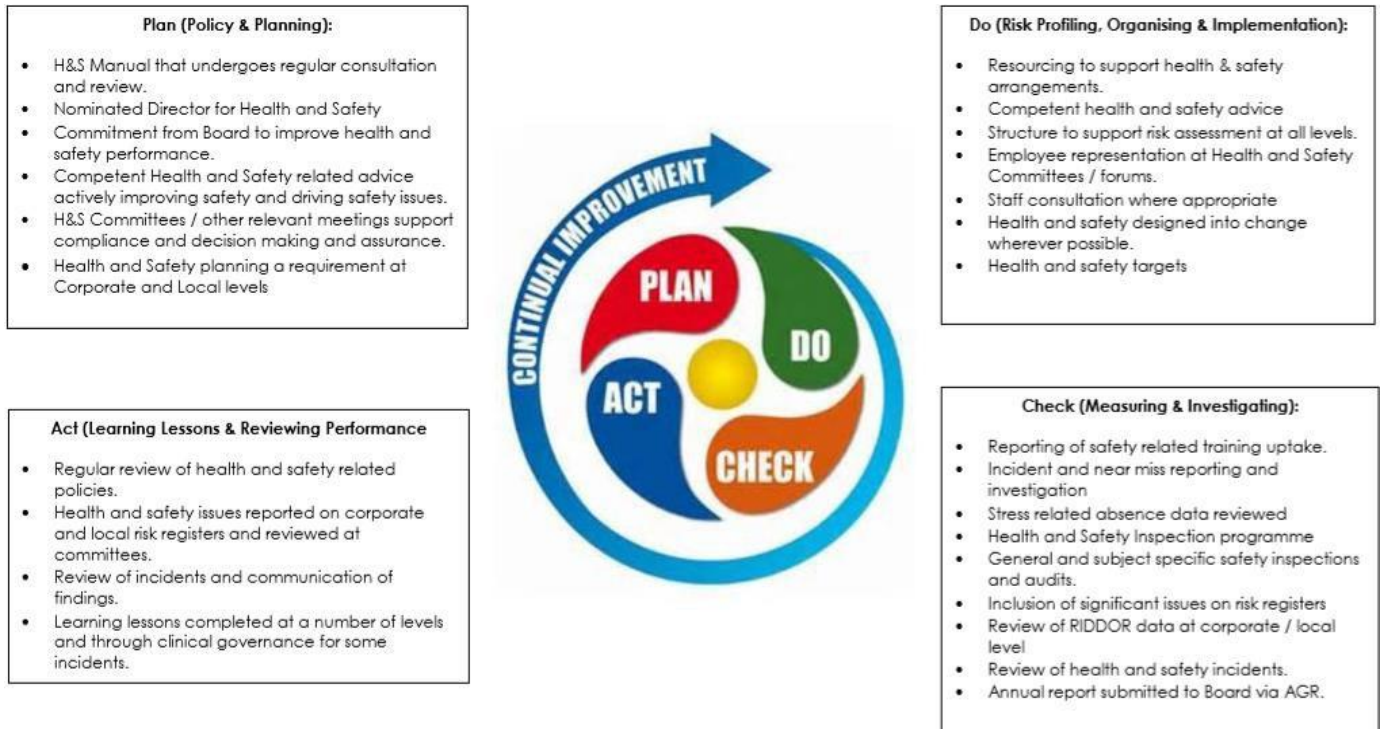 Plan (Policy & Planning):
• H&S Manual that undergoes regular consultation
and review.
• Nominated Director for Health and Safety
• Commitment from Board to improve health and
safety performance.
• Competent Health and Safety related advice
actively improving safety and driving safety issues.
• H&S Committees / other relevant meetings support
compliance and decision making and assurance.
• Health and Safety planning a requirement at
Corporate and Local levels
Do (Risk Profiling, Organising & Implementation):
• Resourcing to support health & safety
arrangements.
• Competent health and safety advice
• Structure to support risk assessment at all levels.
• Employee representation at Health and Safety
Committees / forums.
• Staff consultation where appropriate
• Health and safety designed into change
wherever possible.
• Health and safety targets
CONTINUAL IMPROVEMENT
PLAN
DO
ACT
CHECK
Act (Learning Lessons & Reviewing Performance
• Regular review of health and safety related
policies.
• Health and safety issues reported on corporate
and local risk registers and reviewed at
committees.
• Review of incidents and communication of
findings.
• Learning lessons completed at a number of levels
and through clinical governance for some
incidents.
Check (Measuring & Investigating):
• Reporting of safety related training uptake.
• Incident and near miss reporting and
investigation
• Stress related absence data reviewed
• Health and Safety Inspection programme
• General and subject specific safety inspections
and audits.
• Inclusion of significant issues on risk registers
• Review of RIDDOR data at corporate / local
level
• Review of health and safety incidents.
• Annual report submitted to Board via AGR.